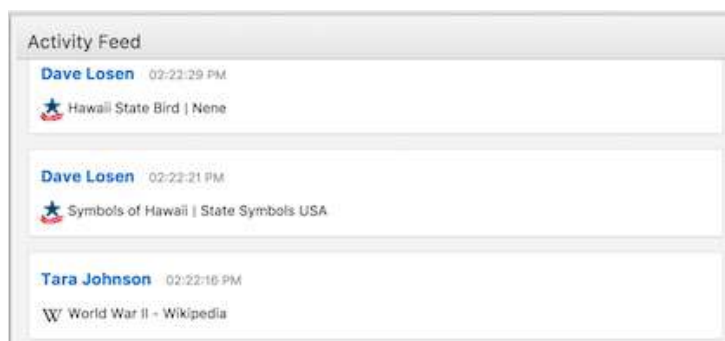 Activity Feed
Dave Losen 02:22:29 PM
Hawaii State Bird | Nene
Dave Losen 02:22:21 PM
Symbols of Hawaii | State Symbols USA
Tara Johnson 02:22:16 PM
W World War II - Wikipedia